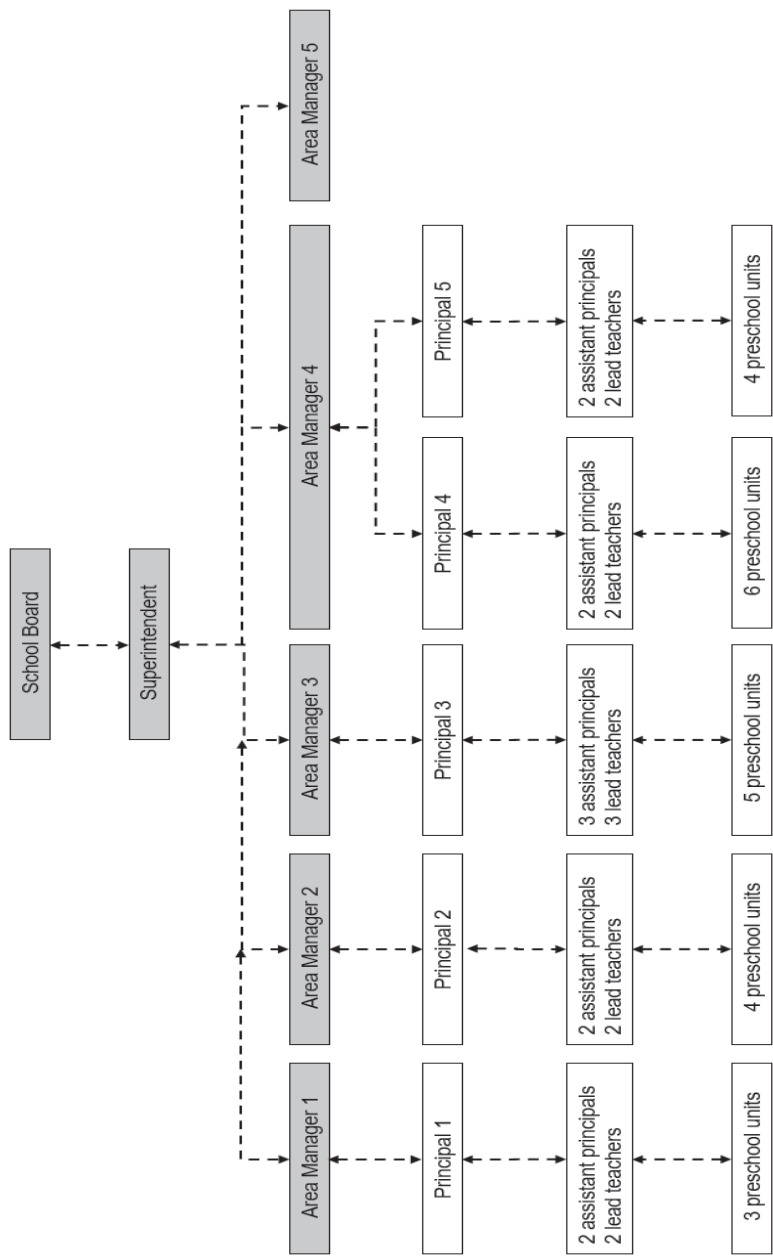 School Board
Superintendent
Area Manager 1
Area Manager 2
Area Manager 3
Area Manager 4
Area Manager 5
Principal 1
Principal 2
Principal 3
Principal 4
Principal 5
2 assistant principals
2 lead teachers
2 assistant principals
2 lead teachers
3 assistant principals
3 lead teachers
2 assistant principals
2 lead teachers
2 assistant principals
2 lead teachers
3 preschool units
4 preschool units
5 preschool units
6 preschool units
4 preschool units